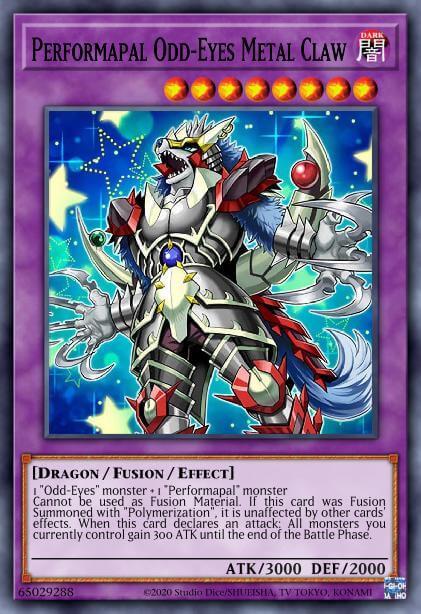 Performapal Odd-Eyes Metal Claw
DARK
闇
[Dragon / Fusion / Effect]
1 "Odd-Eyes" monster + 1 "Performapal" monster
Cannot be used as Fusion Material. If this card was Fusion
Summoned with "Polymerization", it is unaffected by other cards'
effects. When this card declares an attack: All monsters you
currently control gain 300 ATK until the end of the Battle Phase.
ATK/3000 DEF/2000
65029288
©2020 Studio Dice/SHUEISHA, TV TOKYO, KONAMI